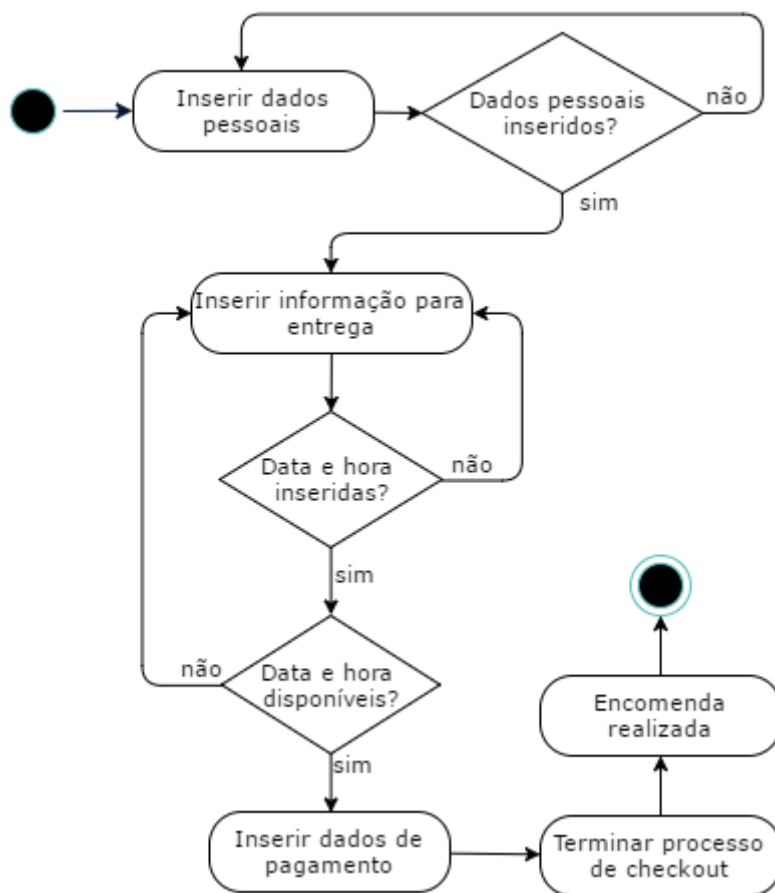 Inserir dados
pessoais
Dados pessoais
inseridos?
não
sim
Inserir informação para
entrega
Data e hora
inseridas?
não
sim
Data e hora
disponíveis?
não
sim
Inserir dados de
pagamento
Terminar processo
de checkout
Encomenda
realizada